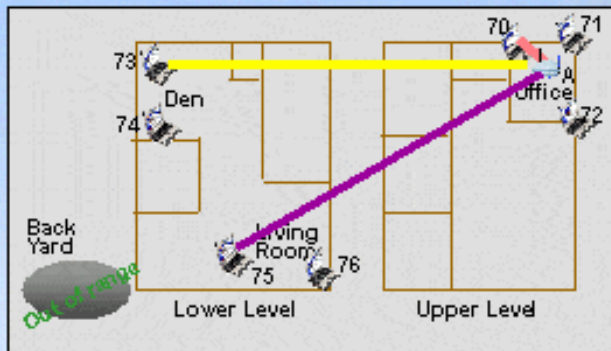 70
71
73
A
Office
Den
72
74
Back
Yard
Living
Room
75
76
Out of range
Lower Level
Upper Level